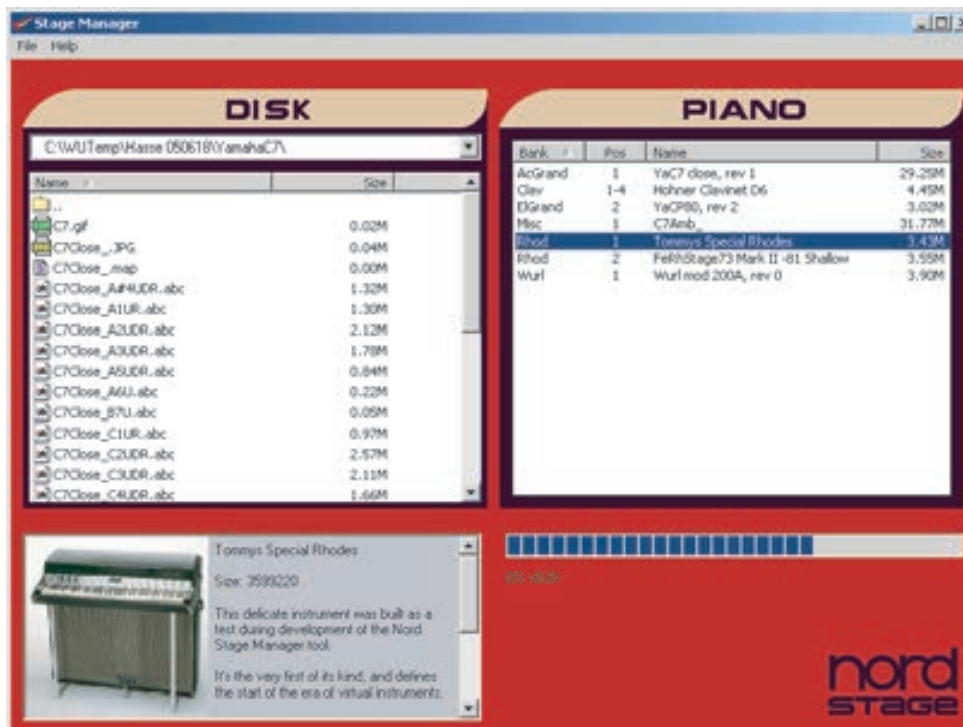 Stage Manager
File Help
DISK
C:\WUTemp\Hasse 050618\YamahaC7\
Name Size
..
C7.gif 0.02M
C7Close_.JPG 0.04M
C7Close_.map 0.00M
C7Close_A#4UDR.abc 1.32M
C7Close_A1UR.abc 1.30M
C7Close_A2UDR.abc 2.12M
C7Close_A3UDR.abc 1.78M
C7Close_A5UDR.abc 0.84M
C7Close_A6U.abc 0.22M
C7Close_B7U.abc 0.05M
C7Close_C1UR.abc 0.97M
C7Close_C2UDR.abc 2.57M
C7Close_C3UDR.abc 2.11M
C7Close_C4UDR.abc 1.66M
PIANO
Bank Pos Name Size
AcGrand 1 YaC7 close, rev 1 29.25M
Clav 1-4 Hohner Clavinet D6 4.45M
ElGrand 2 YaCP80, rev 2 3.02M
Misc 1 C7Amb_ 31.77M
Rhod 1 Tommys Special Rhodes 3.43M
Rhod 2 FeRhStage73 Mark II -81 Shallow 3.55M
Wurl 1 Wurl mod 200A, rev 0 3.90M
Tommys Special Rhodes
Size: 3599220
This delicate instrument was built as a
test during development of the Nord
Stage Manager tool.
It's the very first of its kind, and defines
the start of the era of virtual instruments.
nord
STAGE